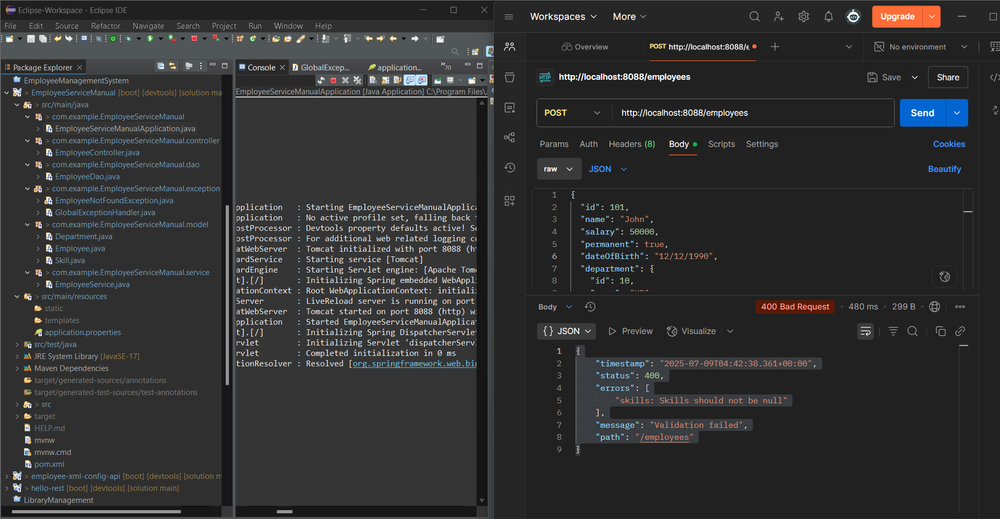 Eclipse-Workspace - Eclipse IDE
File Edit Source Refactor Navigate Search Project Run Window Help
Package Explorer
EmployeeManagementSystem
> EmployeeServiceManual [boot] [devtools] [solution ma
> src/main/java
> com.example.EmployeeServiceManual
EmployeeServiceManualApplication.java
> com.example.EmployeeServiceManual.controller
EmployeeController.java
> com.example.EmployeeServiceManual.dao
EmployeeDao.java
> com.example.EmployeeServiceManual.exception
EmployeeNotFoundException.java
GlobalExceptionHandler.java
> com.example.EmployeeServiceManual.model
Department.java
Employee.java
Skill.java
> com.example.EmployeeServiceManual.service
EmployeeService.java
> src/main/resources
static
templates
application.properties
src/test/java
JRE System Library [JavaSE-17]
Maven Dependencies
target/generated-sources/annotations
target/generated-test-sources/test-annotations
> src
target
HELP.md
mvnw
mvnw.cmd
pom.xml
> employee-xml-config-api [boot] [devtools] [solution m
> hello-rest [boot] [devtools] [solution main]
LibraryManagement
Console GlobalExcep... application... »20
EmployeeServiceManualApplication [Java Application] C:\Program Files\J
pplication : Starting EmployeeServiceManualApplica
pplication : No active profile set, falling back
ostProcessor : Devtools property defaults active! Se
ostProcessor : For additional web related logging co
atWebServer : Tomcat initialized with port 8088 (ht
ardService : Starting service [Tomcat]
ardEngine : Starting Servlet engine: [Apache Tomc
t].[/] : Initializing Spring embedded WebAppli
ationContext : Root WebApplicationContext: initializ
Server : LiveReload server is running on port
atWebServer : Tomcat started on port 8088 (http) wi
pplication : Started EmployeeServiceManualApplicat
t].[/] : Initializing Spring DispatcherServlet
rvlet : Initializing Servlet 'dispatcherServl
rvlet : Completed initialization in 0 ms
tionResolver : Resolved [org.springframework.web.bin
Workspaces More Upgrade
Overview POST http://localhost:8088/e No environment
HTTP http://localhost:8088/employees Save Share
POST http://localhost:8088/employees Send
Params Auth Headers (8) Body Scripts Settings Cookies
raw JSON Beautify
1 {
2 "id": 101,
3 "name": "John",
4 "salary": 50000,
5 "permanent": true,
6 "dateOfBirth": "12/12/1990",
7 "department": {
8 "id": 10,
Body 400 Bad Request 480 ms 299 B
{} JSON Preview Visualize
1 {
2 "timestamp": "2025-07-09T04:42:38.361+00:00",
3 "status": 400,
4 "errors": [
5 "skills: Skills should not be null"
6 ],
7 "message": "Validation failed",
8 "path": "/employees"
9 }